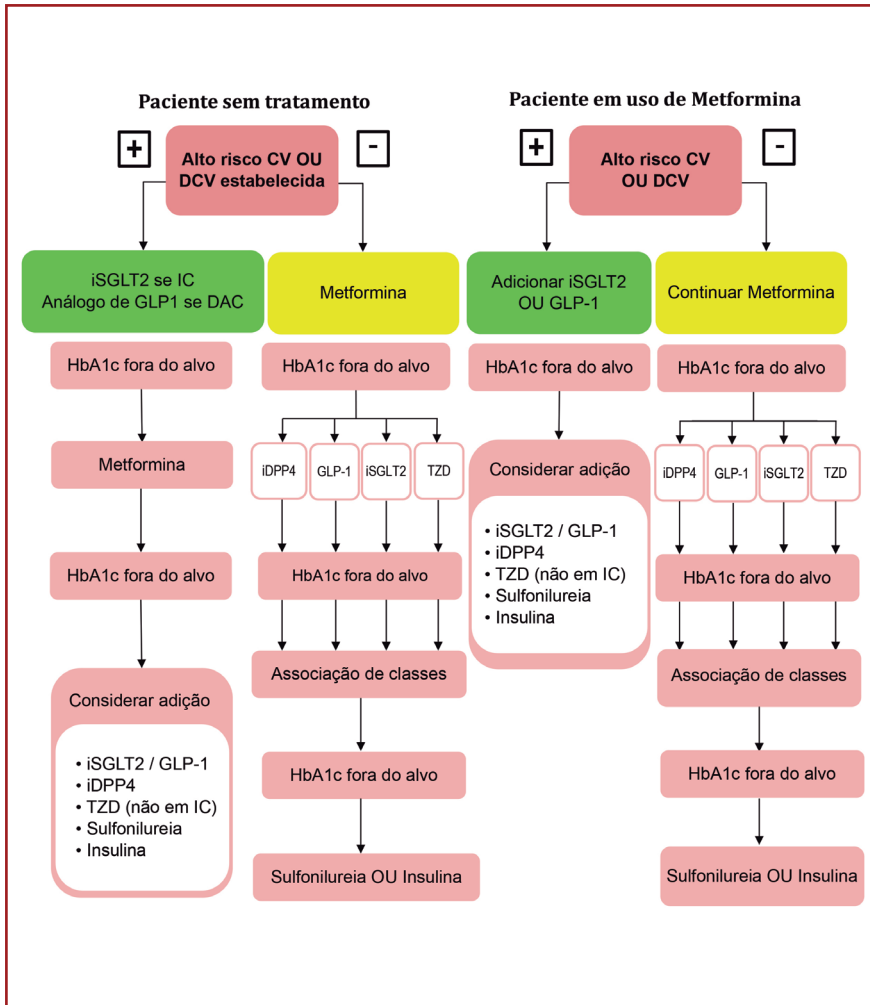 Paciente sem tratamento
+
-
Alto risco CV OU
DCV estabelecida
iSGLT2 se IC
Análogo de GLP1 se DAC
Metformina
HbA1c fora do alvo
Metformina
HbA1c fora do alvo
Considerar adição
• iSGLT2 / GLP-1
• iDPP4
• TZD (não em IC)
• Sulfonilureia
• Insulina
HbA1c fora do alvo
iDPP4
GLP-1
iSGLT2
TZD
HbA1c fora do alvo
Associação de classes
HbA1c fora do alvo
Sulfonilureia OU Insulina
Paciente em uso de Metformina
+
-
Alto risco CV
OU DCV
Adicionar iSGLT2
OU GLP-1
Continuar Metformina
HbA1c fora do alvo
Considerar adição
• iSGLT2 / GLP-1
• iDPP4
• TZD (não em IC)
• Sulfonilureia
• Insulina
HbA1c fora do alvo
iDPP4
GLP-1
iSGLT2
TZD
HbA1c fora do alvo
Associação de classes
HbA1c fora do alvo
Sulfonilureia OU Insulina